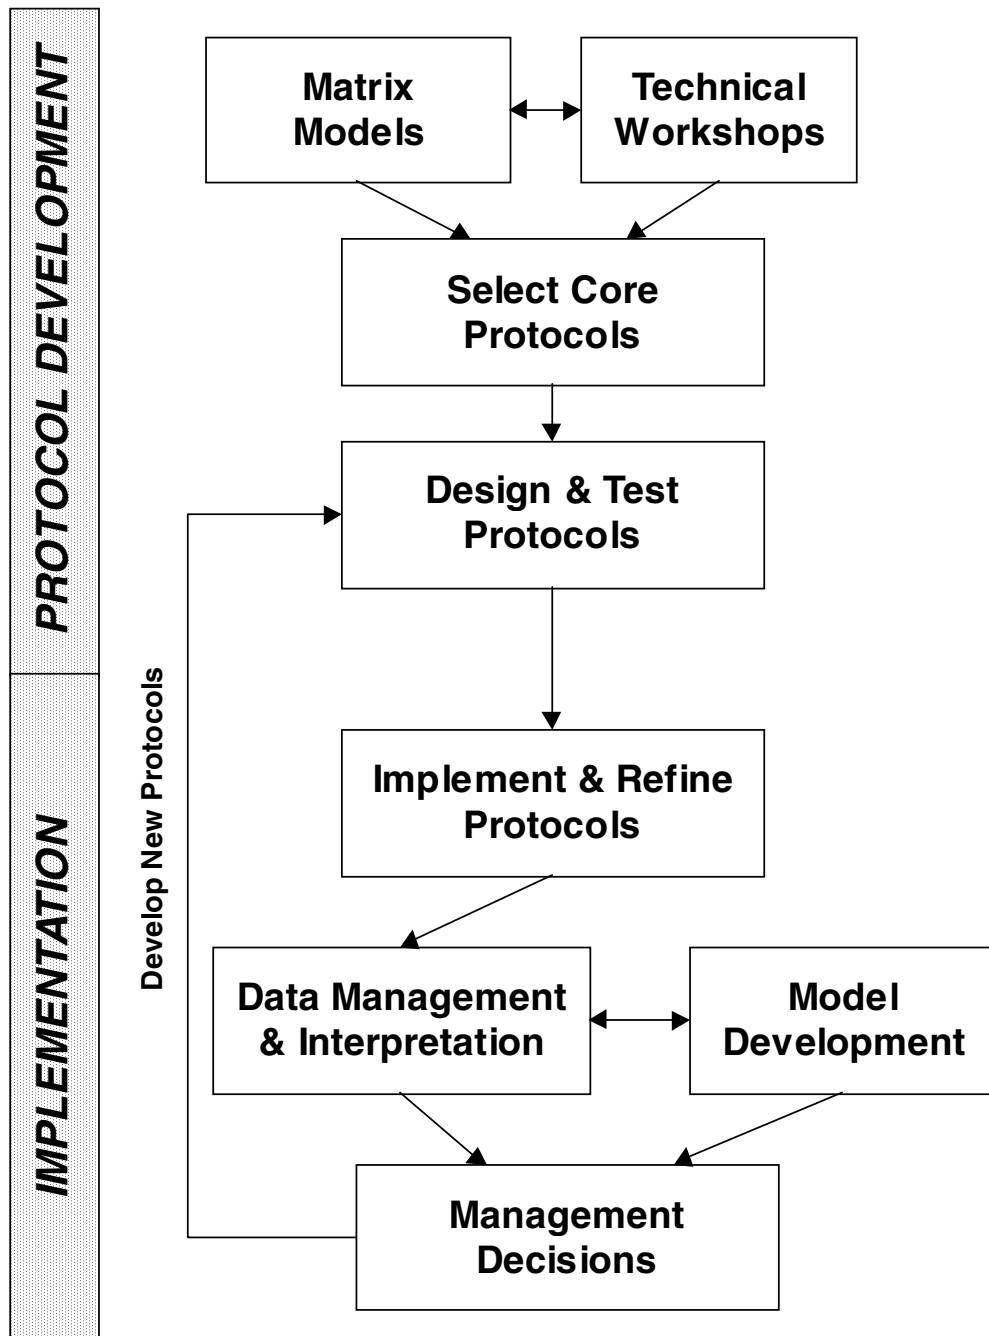 PROTOCOL DEVELOPMENT
Matrix
Models
Technical
Workshops
Select Core
Protocols
Design & Test
Protocols
IMPLEMENTATION
Develop New Protocols
Implement & Refine
Protocols
Data Management
& Interpretation
Model
Development
Management
Decisions